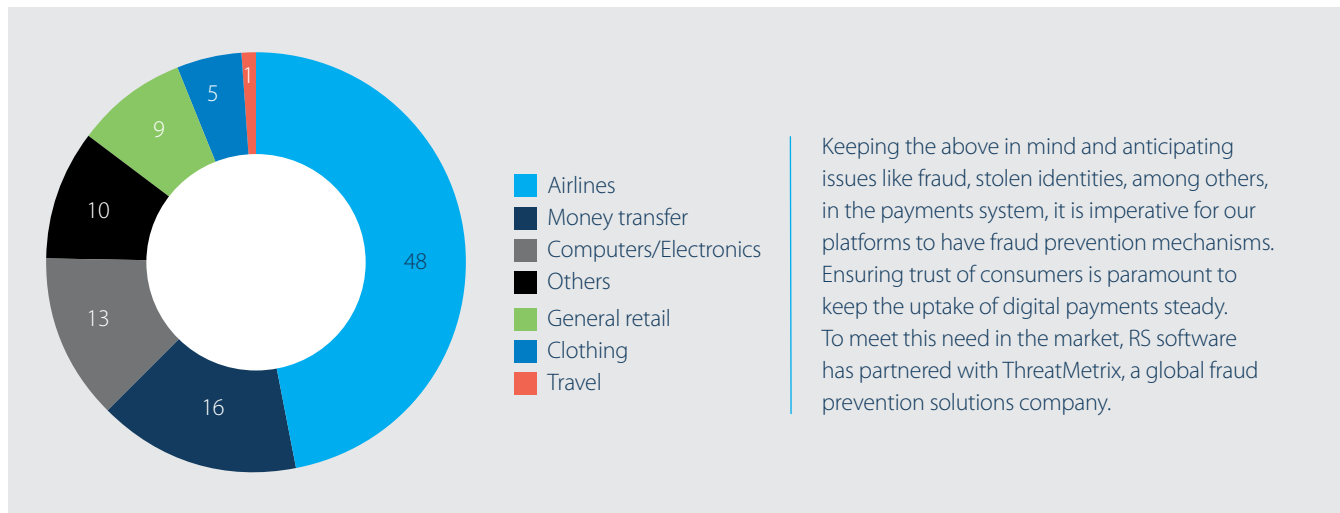 1
5
9
10
13
16
48
Airlines
Money transfer
Computers/Electronics
Others
General retail
Clothing
Travel
Keeping the above in mind and anticipating
issues like fraud, stolen identities, among others,
in the payments system, it is imperative for our
platforms to have fraud prevention mechanisms.
Ensuring trust of consumers is paramount to
keep the uptake of digital payments steady.
To meet this need in the market, RS software
has partnered with ThreatMetrix, a global fraud
prevention solutions company.